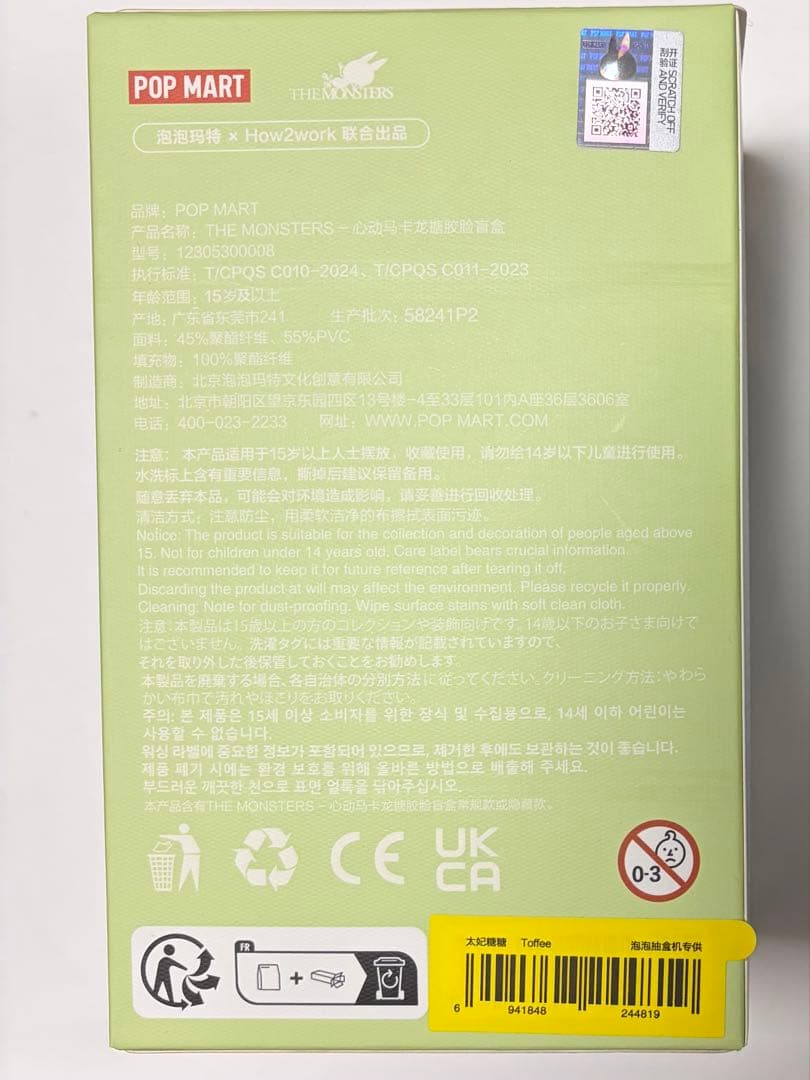 POP MART
THE MONSTERS
泡泡玛特 × How2work 联合出品
开证
刮验
SCRATCH OFF
AND VERIFY
品牌：POP MART
产品名称：THE MONSTERS – 心动马卡龙搪胶脸盲盒
型号：12305300008
执行标准：T/CPQS C010-2024、T/CPQS C011-2023
年龄范围：15岁及以上
产地：广东省东莞市241 生产批次：58241P2
面料：45%聚酯纤维、55%PVC
填充物：100%聚酯纤维
制造商：北京泡泡玛特文化创意有限公司
地址：北京市朝阳区望京东园四区13号楼-4至33层101内A座36层3606室
电话：400-023-2233 网址：WWW.POP MART.COM
注意： 本产品适用于15岁以上人士摆放，收藏使用，请勿给14岁以下儿童进行使用。
水洗标上含有重要信息，撕掉后建议保留备用。
随意丢弃本品，可能会对环境造成影响，请妥善进行回收处理。
清洁方式：注意防尘，用柔软洁净的布擦拭表面污迹。
Notice: The product is suitable for the collection and decoration of people aged above
15. Not for children under 14 years old. Care label bears crucial information.
It is recommended to keep it for future reference after tearing it off.
Discarding the product at will may affect the environment. Please recycle it properly.
Cleaning: Note for dust-proofing. Wipe surface stains with soft clean cloth.
注意：本製品は15歳以上の方のコレクションや装飾向けです。14歳以下のお子さま向けで
はございません。洗濯タグには重要な情報が記載されていますので、
それを取り外した後保管しておくことをお勧めします。
本製品を廃棄する場合、各自治体の分別方法に従ってください。クリーニング方法：やわら
かい布巾で汚れやほこりをお取りください。
주의: 본 제품은 15세 이상 소비자를 위한 장식 및 수집용으로, 14세 이하 어린이는
사용할 수 없습니다.
워싱 라벨에 중요한 정보가 포함되어 있으므로, 제거한 후에도 보관하는 것이 좋습니다.
제품 폐기 시에는 환경 보호를 위해 올바른 방법으로 배출해 주세요.
부드러운 깨끗한 천으로 표면 얼룩을 닦아주십시오.
本产品含有THE MONSTERS – 心动马卡龙搪胶脸盲盒常规款或隐藏款。
CE
UK
CA
0-3
FR
太妃糖糖 Toffee 泡泡抽盒机专供
6 941848 244819